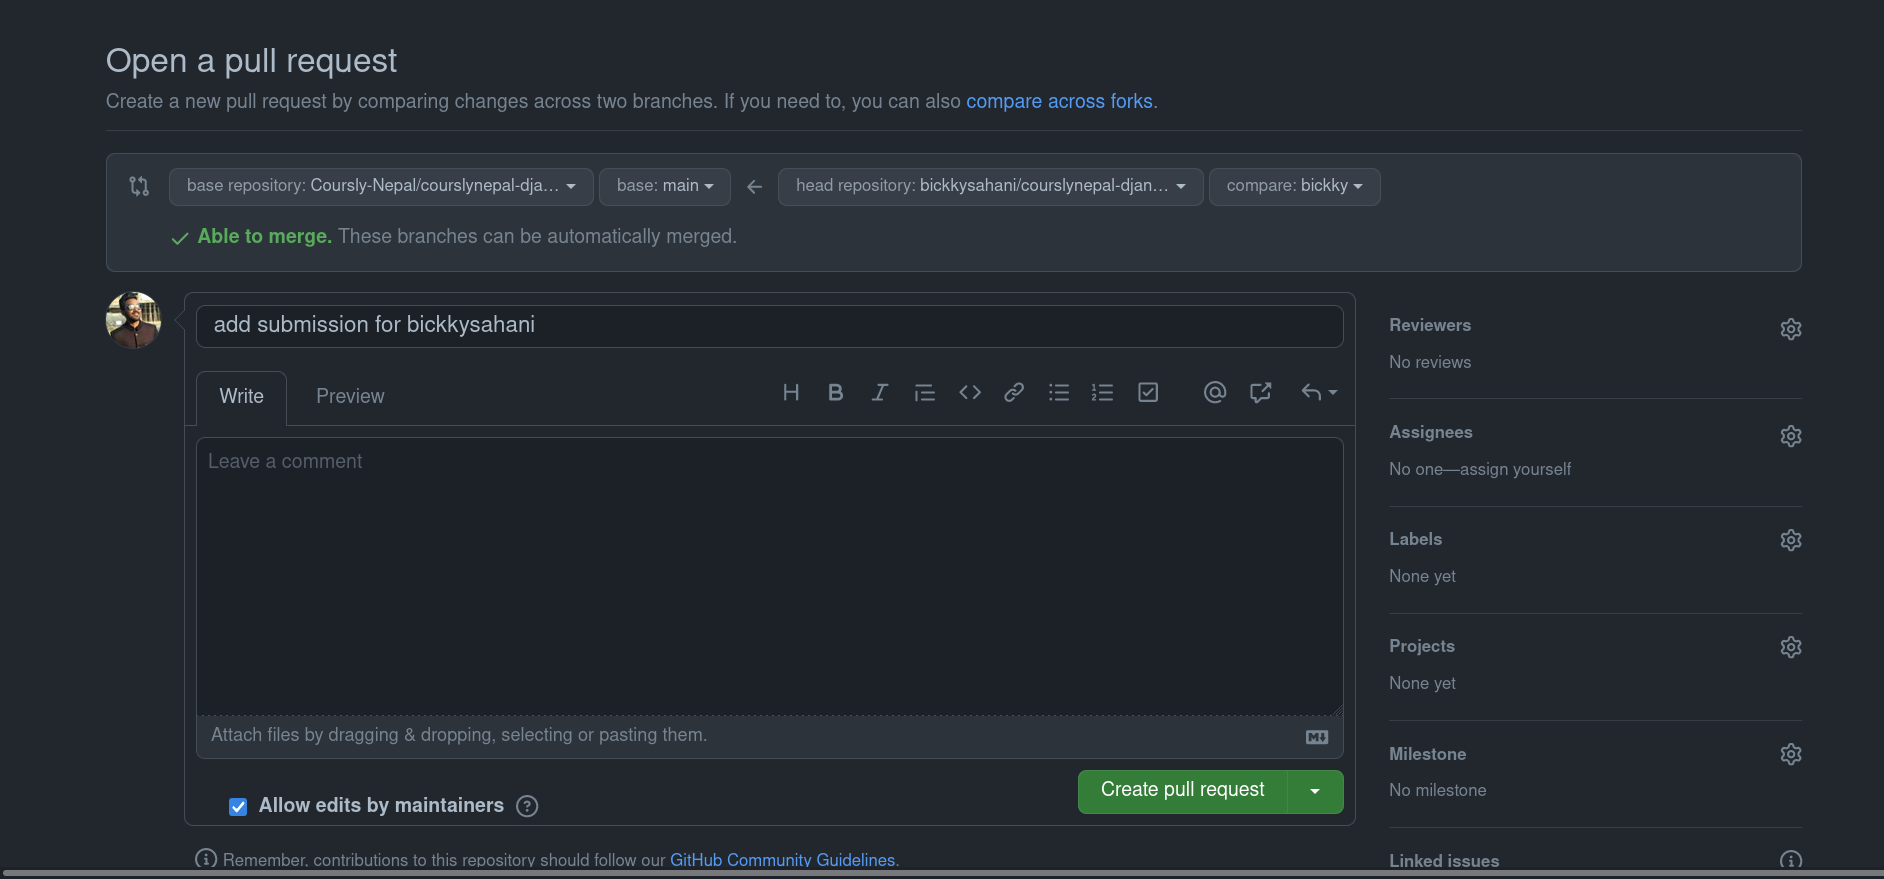 Open a pull request
Create a new pull request by comparing changes across two branches. If you need to, you can also compare across forks.
base repository: Coursly-Nepal/courslynepal-dja... base: main head repository: bickkysahani/courslynepal-djan... compare: bickky
Able to merge. These branches can be automatically merged.
add submission for bickkysahani
Write Preview
Leave a comment
Attach files by dragging & dropping, selecting or pasting them.
Allow edits by maintainers
Create pull request
Remember, contributions to this repository should follow our GitHub Community Guidelines.
Reviewers
No reviews
Assignees
No one—assign yourself
Labels
None yet
Projects
None yet
Milestone
No milestone
Linked issues